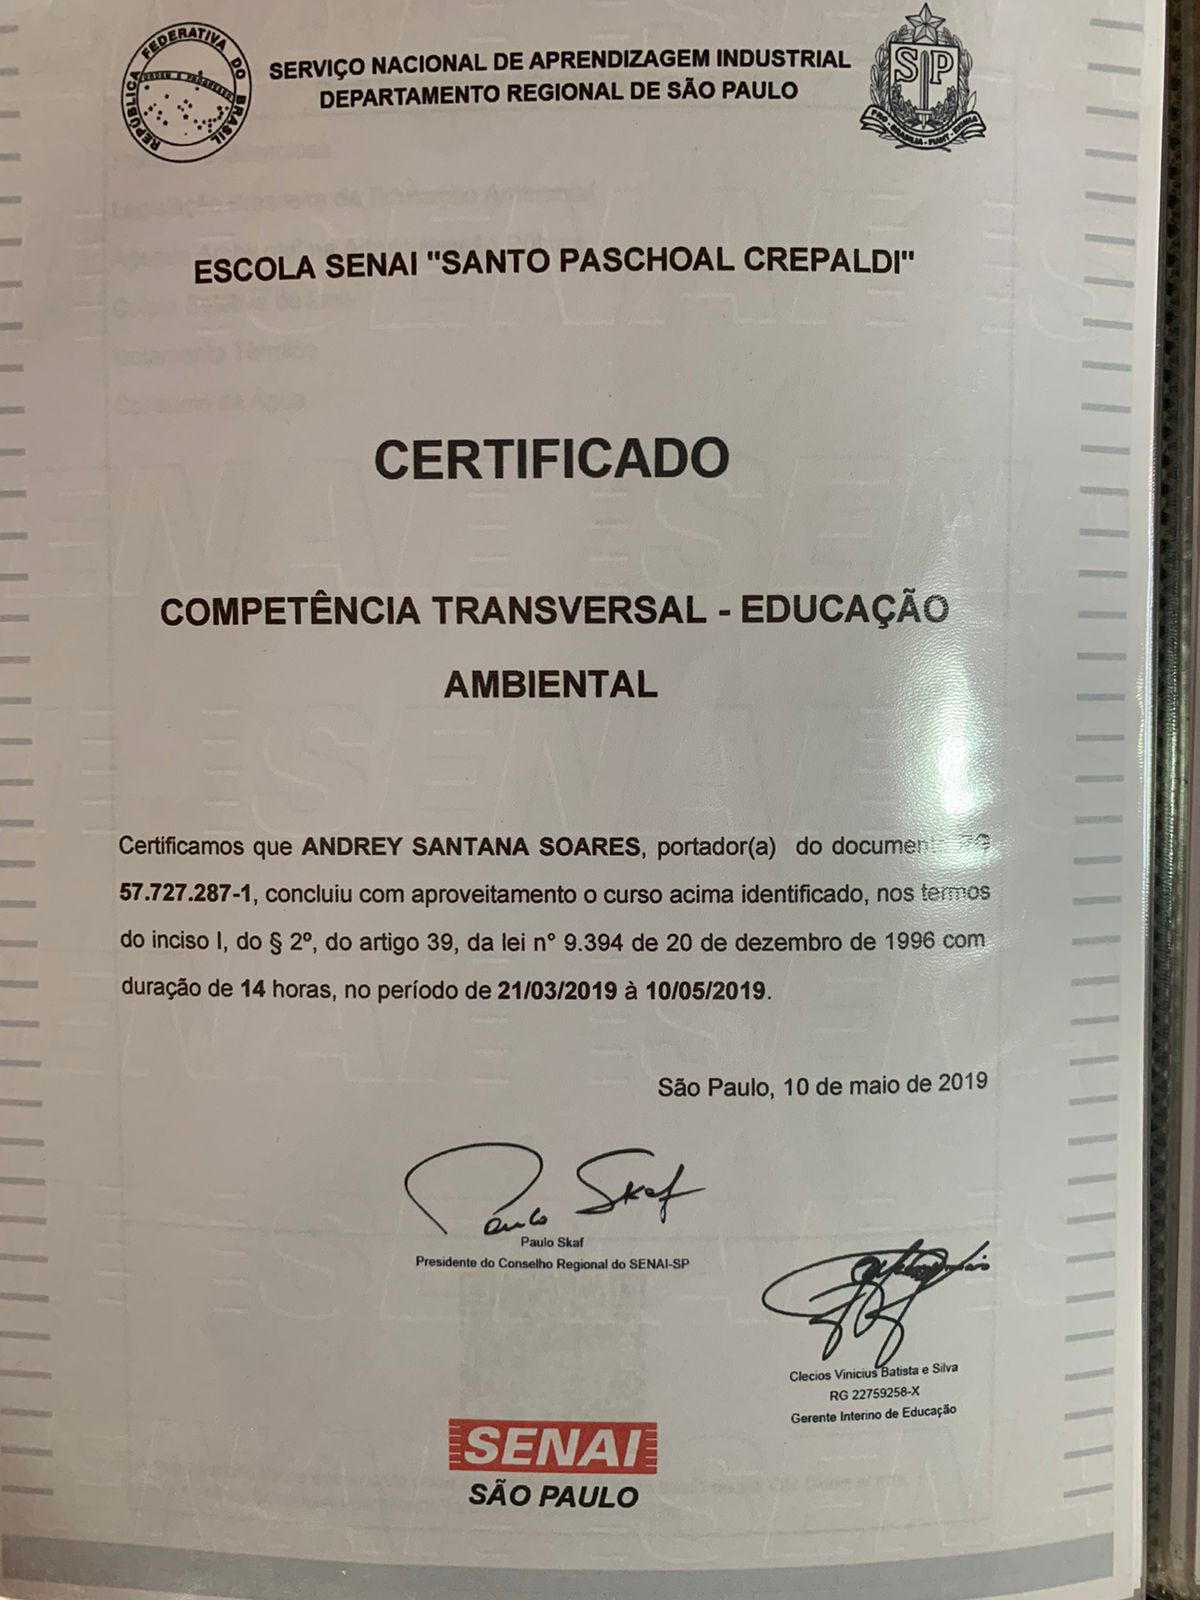 REPÚBLICA FEDERATIVA DO BRASIL
ORDEM E PROGRESSO
SERVIÇO NACIONAL DE APRENDIZAGEM INDUSTRIAL
DEPARTAMENTO REGIONAL DE SÃO PAULO
SP
ESCOLA SENAI "SANTO PASCHOAL CREPALDI"
Consumo de Água
CERTIFICADO
COMPETÊNCIA TRANSVERSAL - EDUCAÇÃO
AMBIENTAL
Certificamos que ANDREY SANTANA SOARES, portador(a) do documento RG
57.727.287-1, concluiu com aproveitamento o curso acima identificado, nos termos
do inciso I, do § 2º, do artigo 39, da lei n° 9.394 de 20 de dezembro de 1996 com
duração de 14 horas, no período de 21/03/2019 à 10/05/2019.
São Paulo, 10 de maio de 2019
Paulo Skaf
Paulo Skaf
Presidente do Conselho Regional do SENAI-SP
Clecios Vinícius Batista e Silva
RG 22759258-X
Gerente Interino de Educação
SENAI
SÃO PAULO